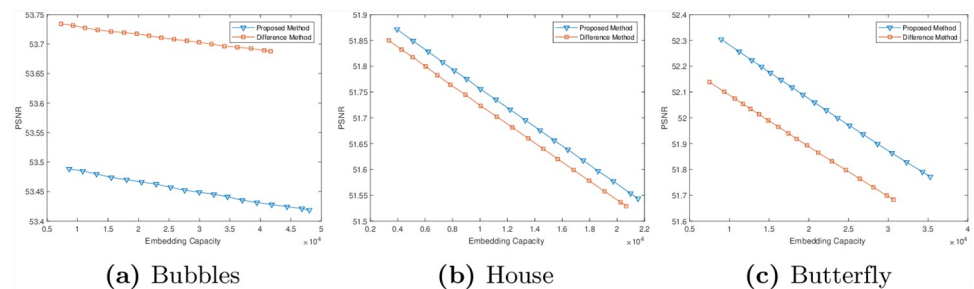 53.75
53.7
53.65
53.6
53.55
53.5
53.45
53.4
PSNR
0.5 1 1.5 2 2.5 3 3.5 4 4.5 5
Embedding Capacity
×10⁴
Proposed Method
Difference Method
(a) Bubbles
51.9
51.85
51.8
51.75
51.7
51.65
51.6
51.55
51.5
PSNR
0.2 0.4 0.6 0.8 1 1.2 1.4 1.6 1.8 2 2.2
Embedding Capacity
×10⁴
Proposed Method
Difference Method
(b) House
52.4
52.3
52.2
52.1
52
51.9
51.8
51.7
51.6
PSNR
0.5 1 1.5 2 2.5 3 3.5 4
Embedding Capacity
×10⁴
Proposed Method
Difference Method
(c) Butterfly